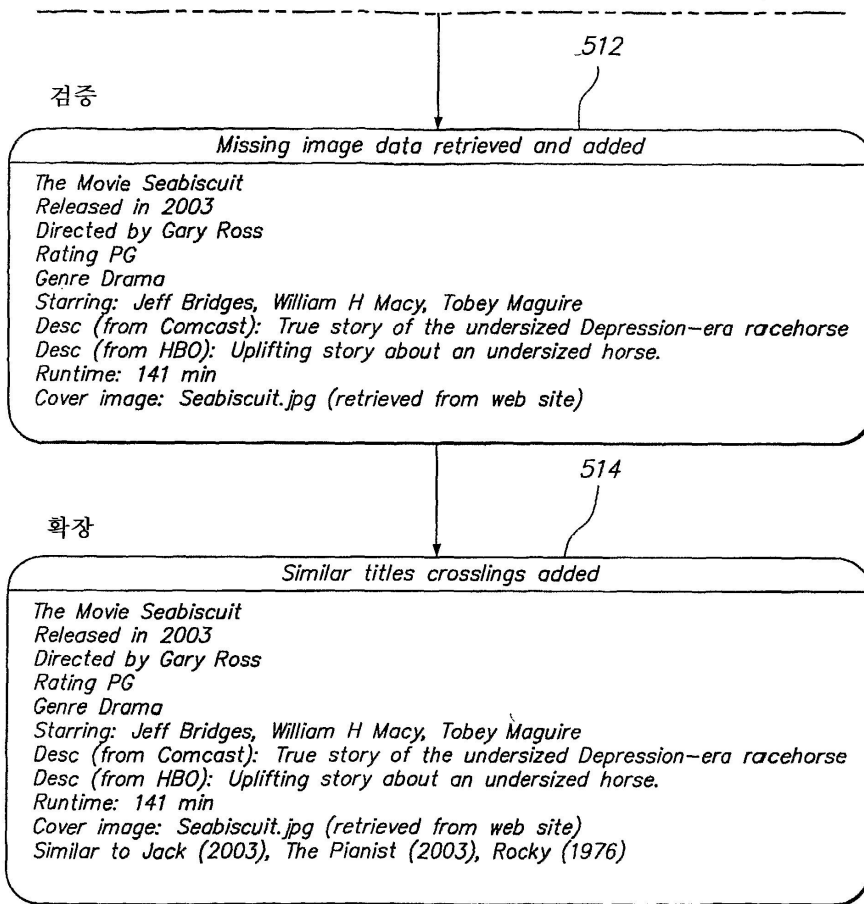 512
검증
Missing image data retrieved and added
The Movie Seabiscuit
Released in 2003
Directed by Gary Ross
Rating PG
Genre Drama
Starring: Jeff Bridges, William H Macy, Tobey Maguire
Desc (from Comcast): True story of the undersized Depression-era racehorse
Desc (from HBO): Uplifting story about an undersized horse.
Runtime: 141 min
Cover image: Seabiscuit.jpg (retrieved from web site)
514
확장
Similar titles crosslings added
The Movie Seabiscuit
Released in 2003
Directed by Gary Ross
Rating PG
Genre Drama
Starring: Jeff Bridges, William H Macy, Tobey Maguire
Desc (from Comcast): True story of the undersized Depression-era racehorse
Desc (from HBO): Uplifting story about an undersized horse.
Runtime: 141 min
Cover image: Seabiscuit.jpg (retrieved from web site)
Similar to Jack (2003), The Pianist (2003), Rocky (1976)